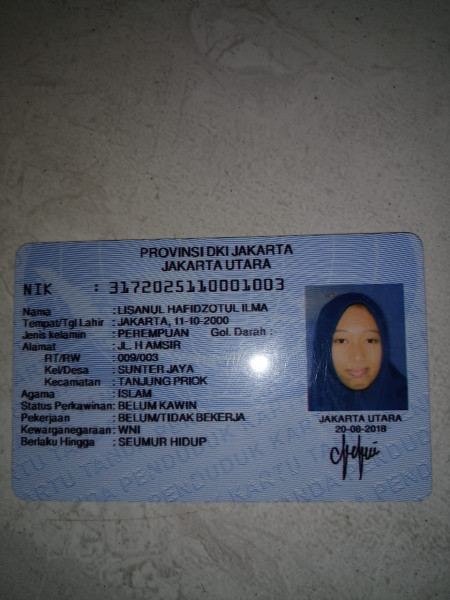 PROVINSI DKI JAKARTA
JAKARTA UTARA
NIK : 3172025110001003
Nama : LISANUL HAFIDZOTUL ILMA
Tempat/Tgl Lahir : JAKARTA, 11-10-2000
Jenis kelamin : PEREMPUAN Gol. Darah :
Alamat : JL. H AMSIR
RT/RW : 009/003
Kel/Desa : SUNTER JAYA
Kecamatan : TANJUNG PRIOK
Agama : ISLAM
Status Perkawinan: BELUM KAWIN
Pekerjaan : BELUM/TIDAK BEKERJA
Kewarganegaraan: WNI
Berlaku Hingga : SEUMUR HIDUP
JAKARTA UTARA
20-08-2018